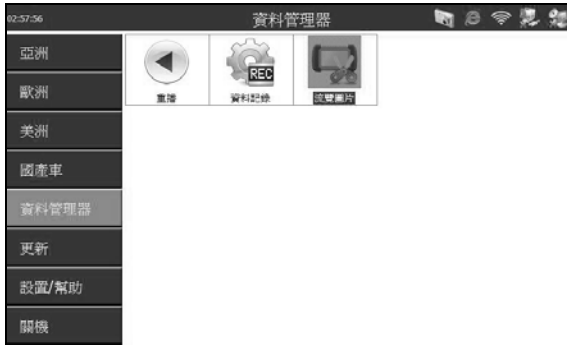 02:57:56
資料管理器
亞洲
歐洲
美洲
國產車
資料管理器
更新
設置/幫助
關機
REC
重播
資料記錄
流覽圖片